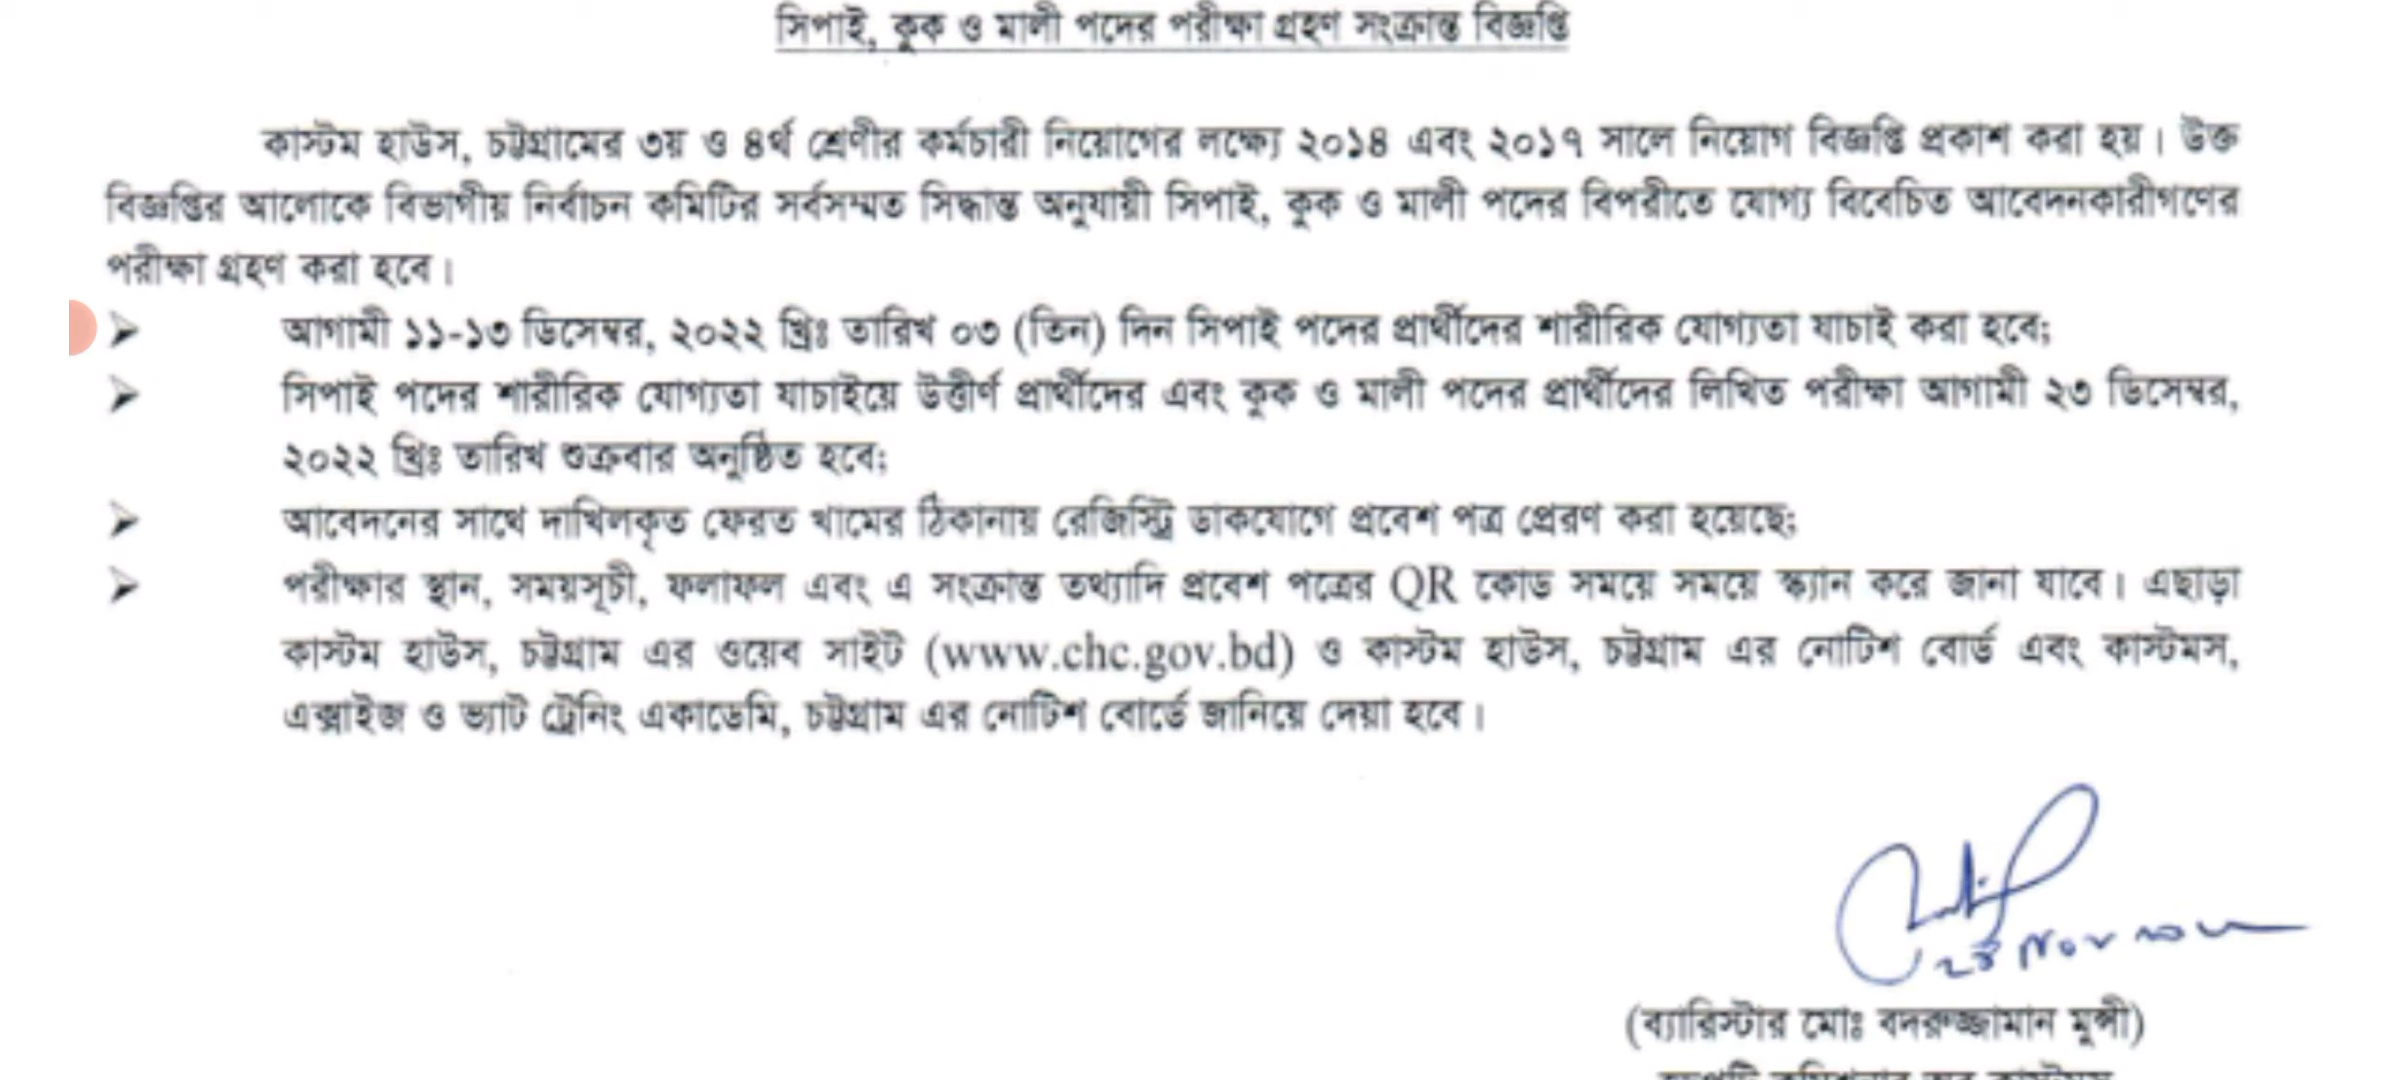 সিপাই, কুক ও মালী পদের পরীক্ষা গ্রহণ সংক্রান্ত বিজ্ঞপ্তি
কাস্টম হাউস, চট্টগ্রামের ৩য় ও ৪র্থ শ্রেণীর কর্মচারী নিয়োগের লক্ষ্যে ২০১৪ এবং ২০১৭ সালে নিয়োগ বিজ্ঞপ্তি প্রকাশ করা হয়। উক্ত
বিজ্ঞপ্তির আলোকে বিভাগীয় নির্বাচন কমিটির সর্বসম্মত সিদ্ধান্ত অনুযায়ী সিপাই, কুক ও মালী পদের বিপরীতে যোগ্য বিবেচিত আবেদনকারীগণের
পরীক্ষা গ্রহণ করা হবে।
➢ আগামী ১১-১৩ ডিসেম্বর, ২০২২ খ্রিঃ তারিখ ০৩ (তিন) দিন সিপাই পদের প্রার্থীদের শারীরিক যোগ্যতা যাচাই করা হবে;
➢ সিপাই পদের শারীরিক যোগ্যতা যাচাইয়ে উত্তীর্ণ প্রার্থীদের এবং কুক ও মালী পদের প্রার্থীদের লিখিত পরীক্ষা আগামী ২৩ ডিসেম্বর,
২০২২ খ্রিঃ তারিখ শুক্রবার অনুষ্ঠিত হবে;
➢ আবেদনের সাথে দাখিলকৃত ফেরত খামের ঠিকানায় রেজিস্ট্রি ডাকযোগে প্রবেশ পত্র প্রেরণ করা হয়েছে;
➢ পরীক্ষার স্থান, সময়সূচী, ফলাফল এবং এ সংক্রান্ত তথ্যাদি প্রবেশ পত্রের QR কোড সময়ে সময়ে স্ক্যান করে জানা যাবে। এছাড়া
কাস্টম হাউস, চট্টগ্রাম এর ওয়েব সাইট (www.chc.gov.bd) ও কাস্টম হাউস, চট্টগ্রাম এর নোটিশ বোর্ড এবং কাস্টমস,
এক্সাইজ ও ভ্যাট ট্রেনিং একাডেমি, চট্টগ্রাম এর নোটিশ বোর্ডে জানিয়ে দেয়া হবে।
(ব্যারিস্টার মোঃ বদরুজ্জামান মুন্সী)